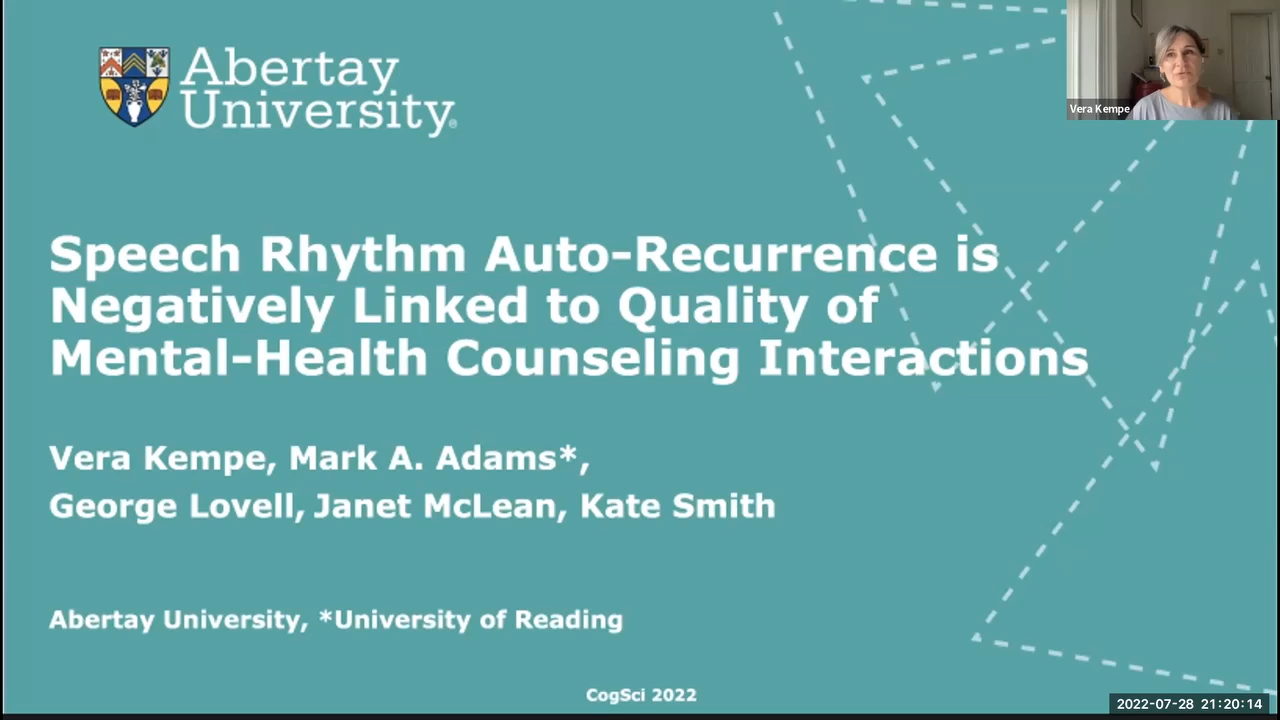 Abertay
University
Vera Kempe
Speech Rhythm Auto-Recurrence is
Negatively Linked to Quality of
Mental-Health Counseling Interactions
Vera Kempe, Mark A. Adams*,
George Lovell, Janet McLean, Kate Smith
Abertay University, *University of Reading
CogSci 2022
2022-07-28 21:20:14